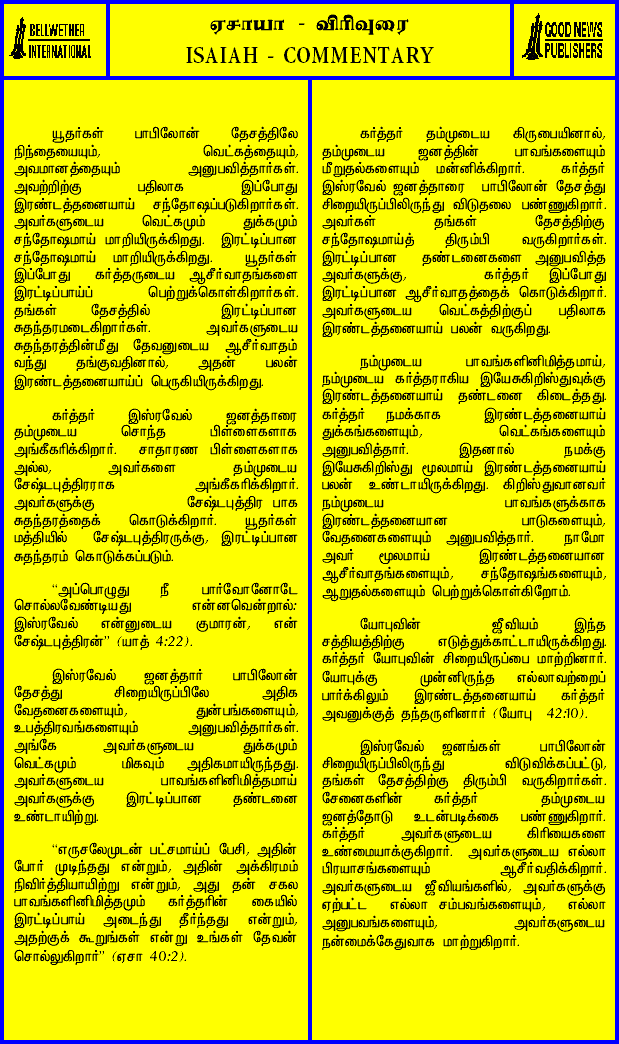 BELLWETHER
INTERNATIONAL
ஏசாயா - விரிவுரை
ISAIAH - COMMENTARY
GOOD NEWS
PUBLISHERS
யூதர்கள் பாபிலோன் தேசத்திலே
நிந்தையையும், வெட்கத்தையும்,
அவமானத்தையும் அனுபவித்தார்கள்.
அவற்றிற்கு பதிலாக இப்போது
இரண்டத்தனையாய் சந்தோஷப்படுகிறார்கள்.
அவர்களுடைய வெட்கமும் துக்கமும்
சந்தோஷமாய் மாறியிருக்கிறது. இரட்டிப்பான
சந்தோஷமாய் மாறியிருக்கிறது. யூதர்கள்
இப்போது கர்த்தருடைய ஆசீர்வாதங்களை
இரட்டிப்பாய்ப் பெற்றுக்கொள்கிறார்கள்.
தங்கள் தேசத்தில் இரட்டிப்பான
சுதந்தரமடைகிறார்கள். அவர்களுடைய
சுதந்தரத்தின்மீது தேவனுடைய ஆசீர்வாதம்
வந்து தங்குவதினால், அதன் பலன்
இரண்டத்தனையாய்ப் பெருகியிருக்கிறது.
கர்த்தர் இஸ்ரவேல் ஜனத்தாரை
தம்முடைய சொந்த பிள்ளைகளாக
அங்கீகரிக்கிறார். சாதாரண பிள்ளைகளாக
அல்ல, அவர்களை தம்முடைய
சேஷ்டபுத்திரராக அங்கீகரிக்கிறார்.
அவர்களுக்கு சேஷ்டபுத்திர பாக
சுதந்தரத்தைக் கொடுக்கிறார். யூதர்கள்
மத்தியில் சேஷ்டபுத்திரருக்கு, இரட்டிப்பான
சுதந்தரம் கொடுக்கப்படும்.
“அப்பொழுது நீ பார்வோனோடே
சொல்லவேண்டியது என்னவென்றால்:
இஸ்ரவேல் என்னுடைய குமாரன், என்
சேஷ்டபுத்திரன்” (யாத் 4:22).
இஸ்ரவேல் ஜனத்தார் பாபிலோன்
தேசத்து சிறையிருப்பிலே அதிக
வேதனைகளையும், துன்பங்களையும்,
உபத்திரவங்களையும் அனுபவித்தார்கள்.
அங்கே அவர்களுடைய துக்கமும்
வெட்கமும் மிகவும் அதிகமாயிருந்தது.
அவர்களுடைய பாவங்களினிமித்தமாய்
அவர்களுக்கு இரட்டிப்பான தண்டனை
உண்டாயிற்று.
“எருசலேமுடன் பட்சமாய்ப் பேசி, அதின்
போர் முடிந்தது என்றும், அதின் அக்கிரமம்
நிவிர்த்தியாயிற்று என்றும், அது தன் சகல
பாவங்களினிமித்தமும் கர்த்தரின் கையில்
இரட்டிப்பாய் அடைந்து தீர்ந்தது என்றும்,
அதற்குக் கூறுங்கள் என்று உங்கள் தேவன்
சொல்லுகிறார்” (ஏசா 40:2).
கர்த்தர் தம்முடைய கிருபையினால்,
தம்முடைய ஜனத்தின் பாவங்களையும்
மீறுதல்களையும் மன்னிக்கிறார். கர்த்தர்
இஸ்ரவேல் ஜனத்தாரை பாபிலோன் தேசத்து
சிறையிருப்பிலிருந்து விடுதலை பண்ணுகிறார்.
அவர்கள் தங்கள் தேசத்திற்கு
சந்தோஷமாய்த் திரும்பி வருகிறார்கள்.
இரட்டிப்பான தண்டனைகளை அனுபவித்த
அவர்களுக்கு, கர்த்தர் இப்போது
இரட்டிப்பான ஆசீர்வாதத்தைக் கொடுக்கிறார்.
அவர்களுடைய வெட்கத்திற்குப் பதிலாக
இரண்டத்தனையாய் பலன் வருகிறது.
நம்முடைய பாவங்களினிமித்தமாய்,
நம்முடைய கர்த்தராகிய இயேசுகிறிஸ்துவுக்கு
இரண்டத்தனையாய் தண்டனை கிடைத்தது.
கர்த்தர் நமக்காக இரண்டத்தனையாய்
துக்கங்களையும், வெட்கங்களையும்
அனுபவித்தார். இதனால் நமக்கு
இயேசுகிறிஸ்து மூலமாய் இரண்டத்தனையாய்
பலன் உண்டாயிருக்கிறது. கிறிஸ்துவானவர்
நம்முடைய பாவங்களுக்காக
இரண்டத்தனையான பாடுகளையும்,
வேதனைகளையும் அனுபவித்தார். நாமோ
அவர் மூலமாய் இரண்டத்தனையான
ஆசீர்வாதங்களையும், சந்தோஷங்களையும்,
ஆறுதல்களையும் பெற்றுக்கொள்கிறோம்.
யோபுவின் ஜீவியம் இந்த
சத்தியத்திற்கு எடுத்துக்காட்டாயிருக்கிறது.
கர்த்தர் யோபுவின் சிறையிருப்பை மாற்றினார்.
யோபுக்கு முன்னிருந்த எல்லாவற்றைப்
பார்க்கிலும் இரண்டத்தனையாய் கர்த்தர்
அவனுக்குத் தந்தருளினார் (யோபு 42:10).
இஸ்ரவேல் ஜனங்கள் பாபிலோன்
சிறையிருப்பிலிருந்து விடுவிக்கப்பட்டு,
தங்கள் தேசத்திற்கு திரும்பி வருகிறார்கள்.
சேனைகளின் கர்த்தர் தம்முடைய
ஜனத்தோடு உடன்படிக்கை பண்ணுகிறார்.
கர்த்தர் அவர்களுடைய கிரியைகளை
உண்மையாக்குகிறார். அவர்களுடைய எல்லா
பிரயாசங்களையும் ஆசீர்வதிக்கிறார்.
அவர்களுடைய ஜீவியங்களில், அவர்களுக்கு
ஏற்பட்ட எல்லா சம்பவங்களையும், எல்லா
அனுபவங்களையும், அவர்களுடைய
நன்மைக்கேதுவாக மாற்றுகிறார்.